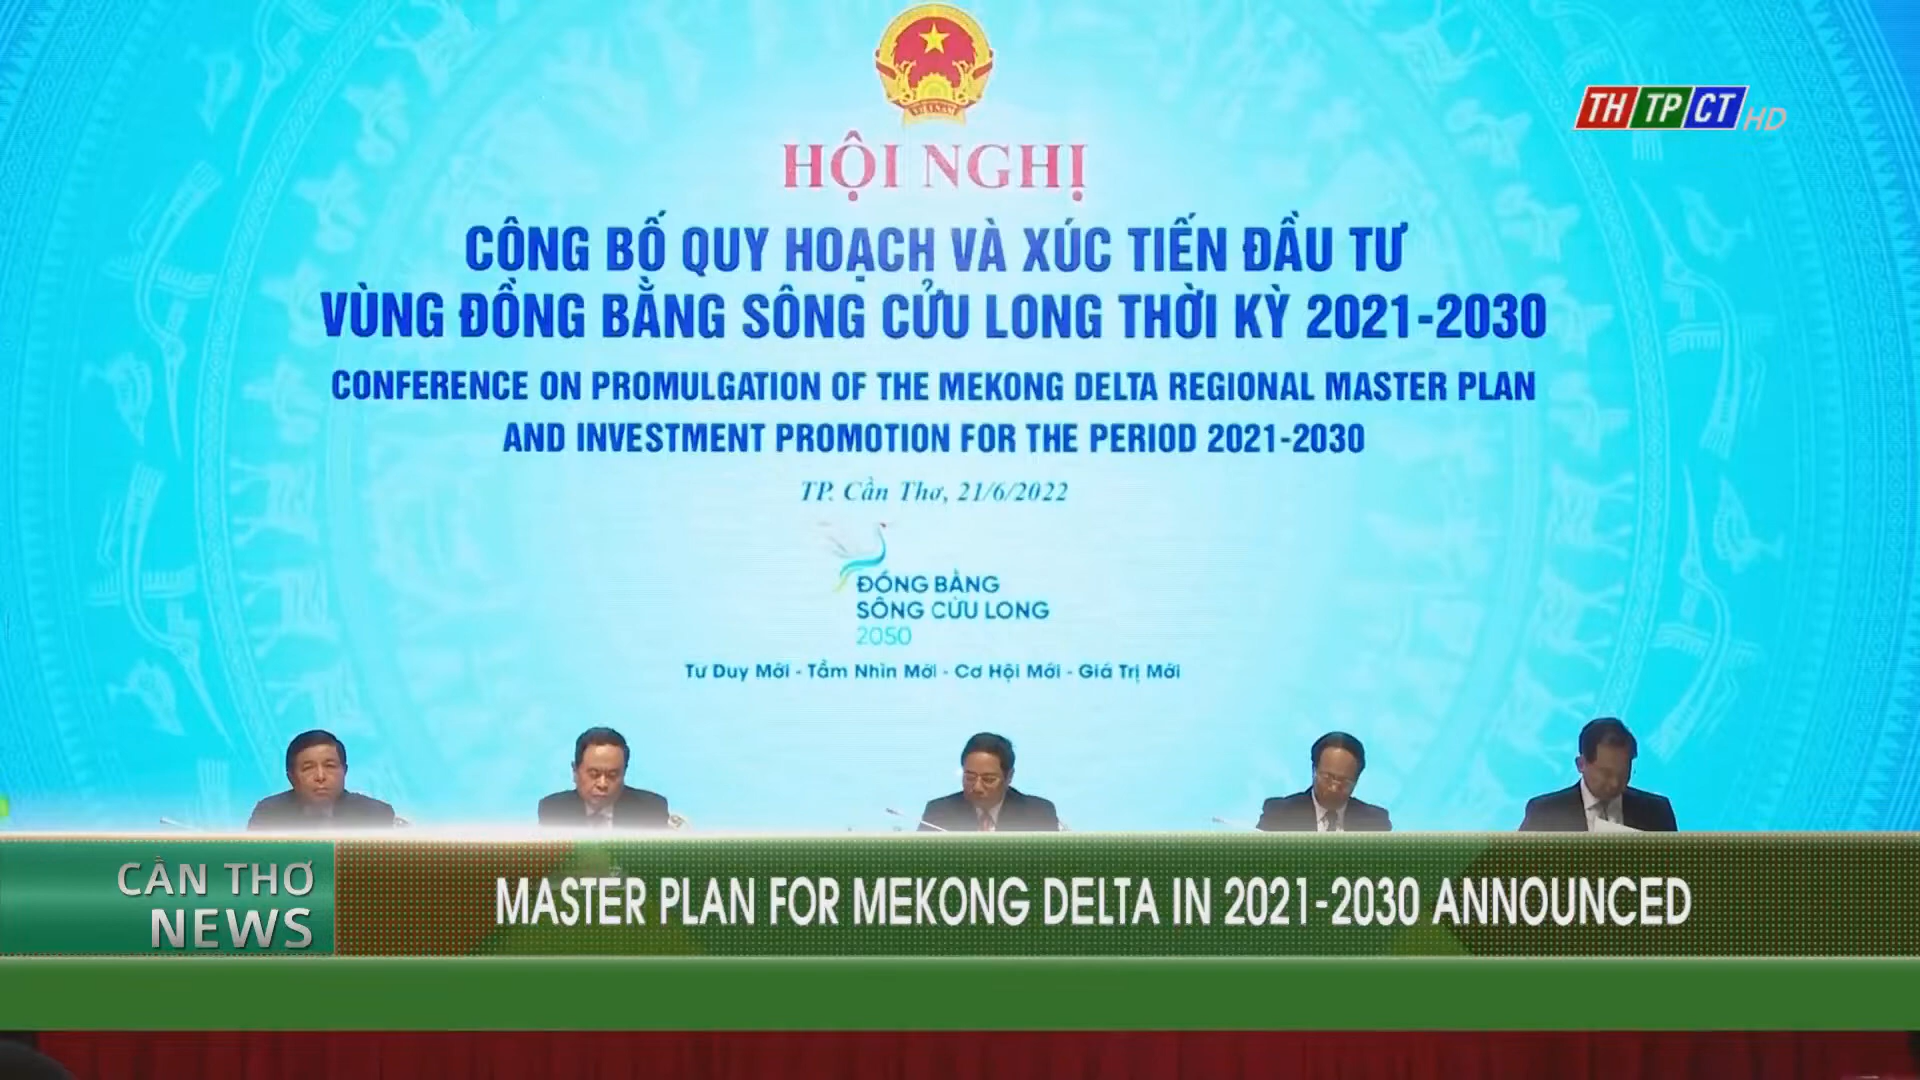 VIỆT NAM
THTPCT HD
HỘI NGHỊ
CÔNG BỐ QUY HOẠCH VÀ XÚC TIẾN ĐẦU TƯ
VÙNG ĐỒNG BẰNG SÔNG CỬU LONG THỜI KỲ 2021-2030
CONFERENCE ON PROMULGATION OF THE MEKONG DELTA REGIONAL MASTER PLAN
AND INVESTMENT PROMOTION FOR THE PERIOD 2021-2030
TP. Cần Thơ, 21/6/2022
ĐỒNG BẰNG
SÔNG CỬU LONG
2050
Tư Duy Mới - Tầm Nhìn Mới - Cơ Hội Mới - Giá Trị Mới
CẦN THƠ
NEWS
MASTER PLAN FOR MEKONG DELTA IN 2021-2030 ANNOUNCED